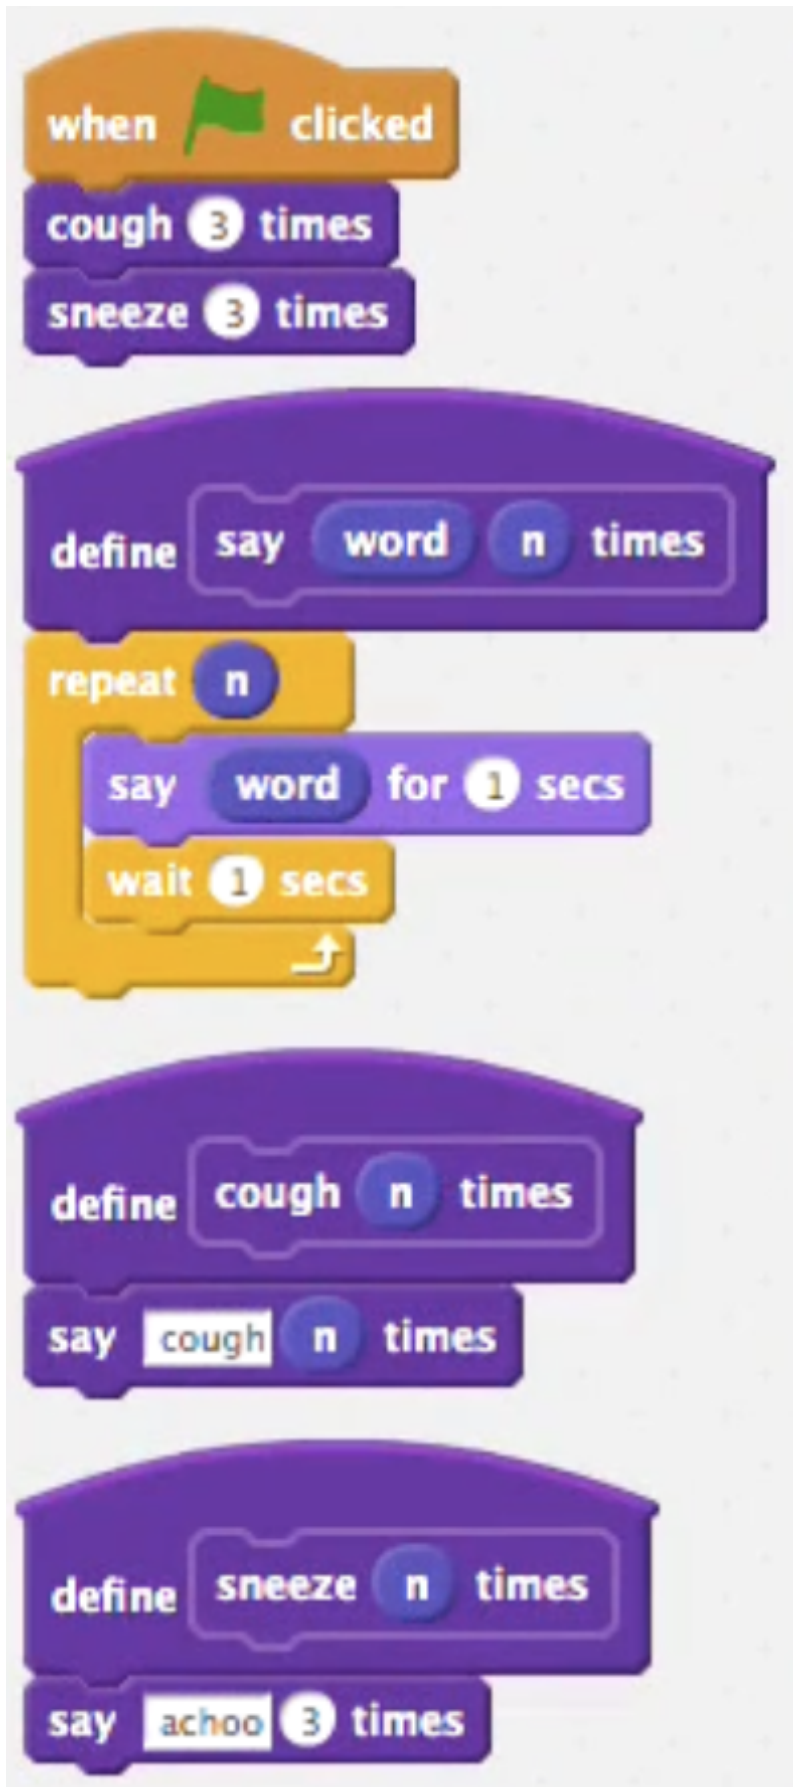 when clicked
cough 3 times
sneeze 3 times
define say word n times
repeat n
say word for 1 secs
wait 1 secs
define cough n times
say cough n times
define sneeze n times
say achoo 3 times